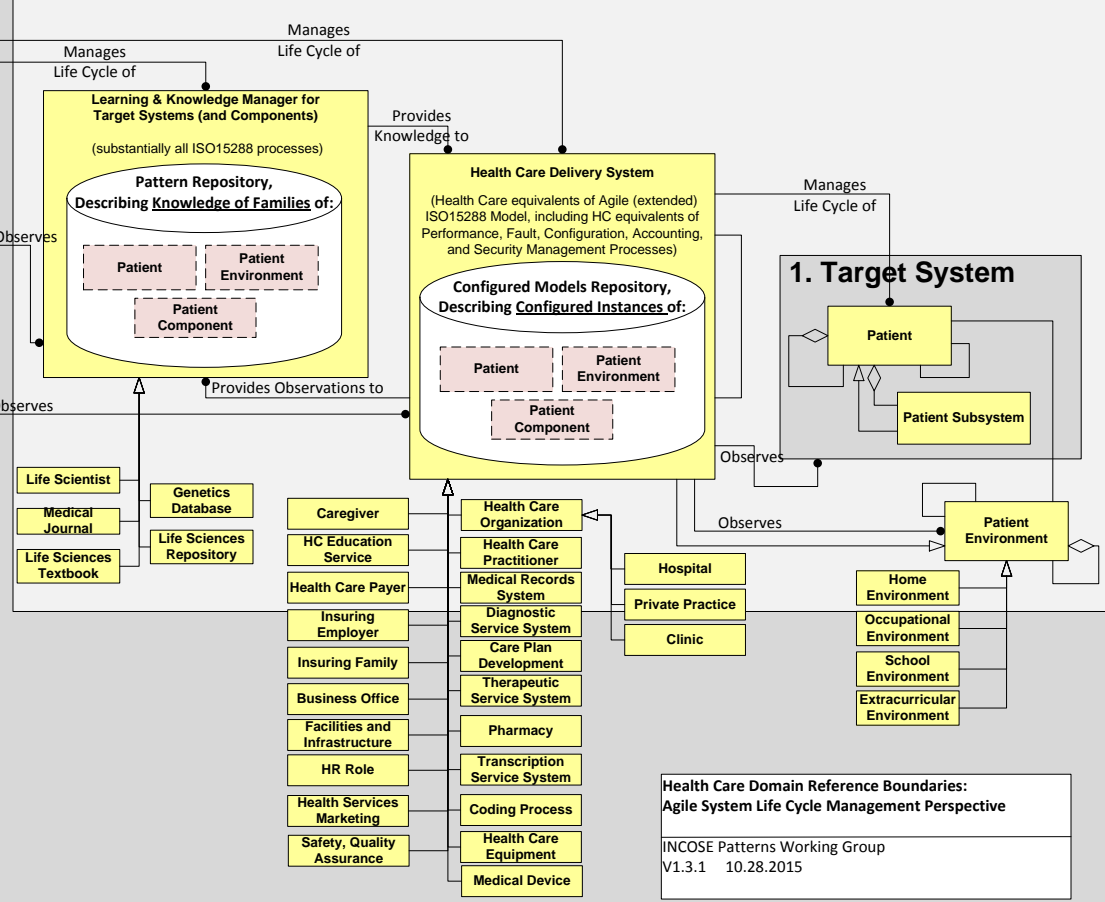 Manages
Life Cycle of
Manages
Life Cycle of
Learning & Knowledge Manager for
Target Systems (and Components)
(substantially all ISO15288 processes)
Pattern Repository,
Describing Knowledge of Families of:
Patient
Patient
Environment
Patient
Component
Observes
Provides
Knowledge to
Health Care Delivery System
(Health Care equivalents of Agile (extended)
ISO15288 Model, including HC equivalents of
Performance, Fault, Configuration, Accounting,
and Security Management Processes)
Configured Models Repository,
Describing Configured Instances of:
Patient
Patient
Environment
Patient
Component
Manages
Life Cycle of
1. Target System
Patient
Patient Subsystem
Provides Observations to
Observes
Observes
Observes
Patient
Environment
Life Scientist
Medical
Journal
Life Sciences
Textbook
Genetics
Database
Life Sciences
Repository
Caregiver
HC Education
Service
Health Care Payer
Insuring
Employer
Insuring Family
Business Office
Facilities and
Infrastructure
HR Role
Health Services
Marketing
Safety, Quality
Assurance
Health Care
Organization
Health Care
Practitioner
Medical Records
System
Diagnostic
Service System
Care Plan
Development
Therapeutic
Service System
Pharmacy
Transcription
Service System
Coding Process
Health Care
Equipment
Medical Device
Hospital
Private Practice
Clinic
Home
Environment
Occupational
Environment
School
Environment
Extracurricular
Environment
Health Care Domain Reference Boundaries:
Agile System Life Cycle Management Perspective
INCOSE Patterns Working Group
V1.3.1 10.28.2015